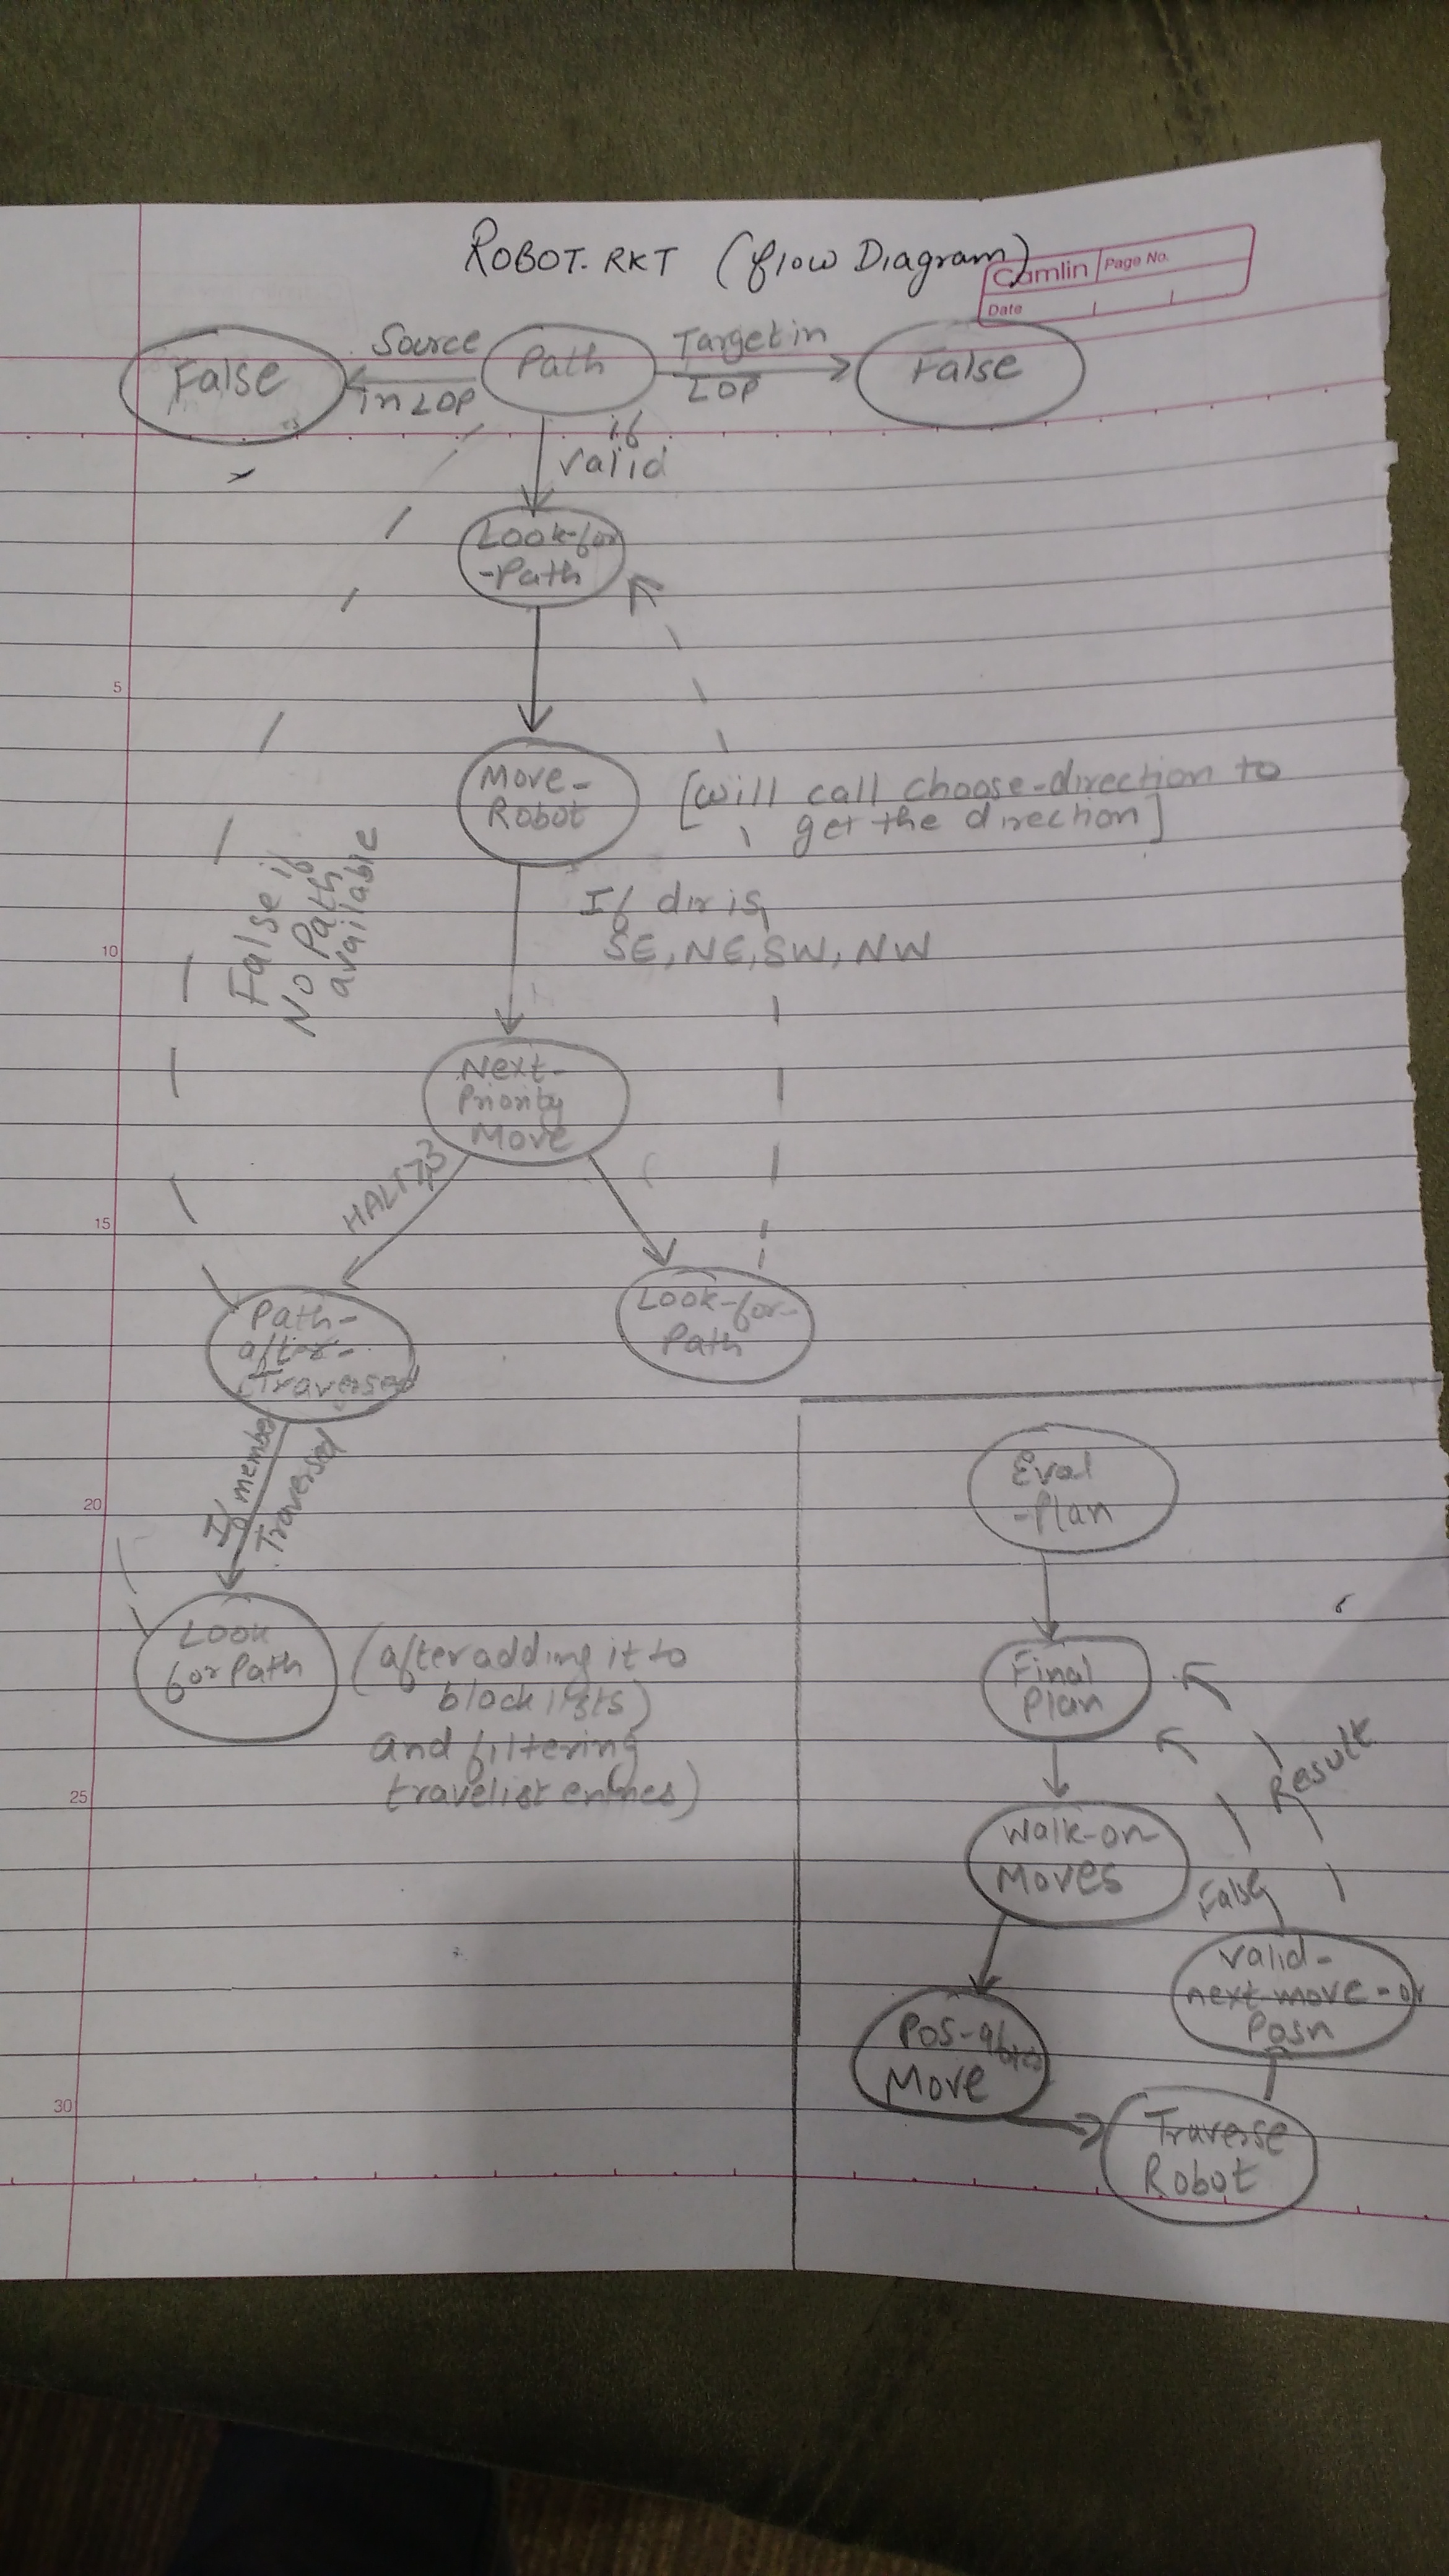 ROBOT.RKT (flow Diagram)
Camlin
Page No.
Date
False
Source
in LOP
Path
Target in
LOP
False
if
valid
Look-for
-Path
Move-
Robot
[will call choose-direction to
get the direction]
If dir is,
SE, NE, SW, NW
False if
No Path
available
Next-
Priority
Move
HALT
Path-
after-
Traversed
Look-for-
Path
If member
Traversed
Look
for Path
(after adding it to
block lists)
and filtering
travelist entries)
Eval
-Plan
Final
Plan
Result
Walk-on-
Moves
False
valid-
next-move-or
Posn
Pos-after
Move
Traverse
Robot
5
10
15
20
25
30